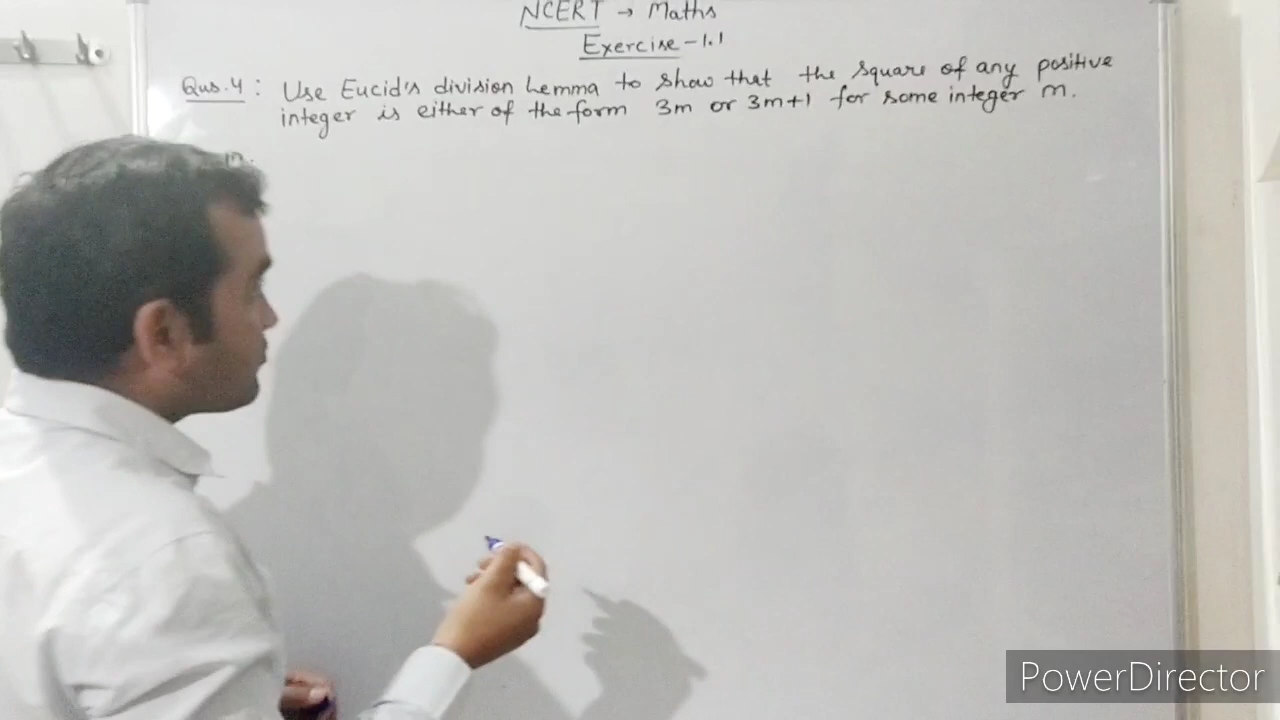 NCERT → Maths
Exercise - 1.1
Qus. 4 : Use Eucid's division Lemma to show that the square of any positive
integer is either of the form 3m or 3m+1 for some integer m.
PowerDirector